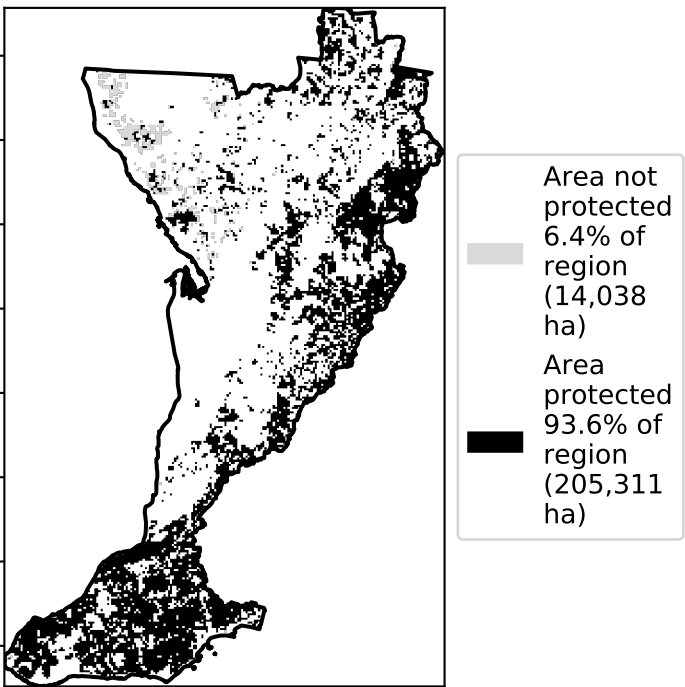 Area not
protected
6.4% of
region
(14,038
ha)
Area
protected
93.6% of
region
(205,311
ha)